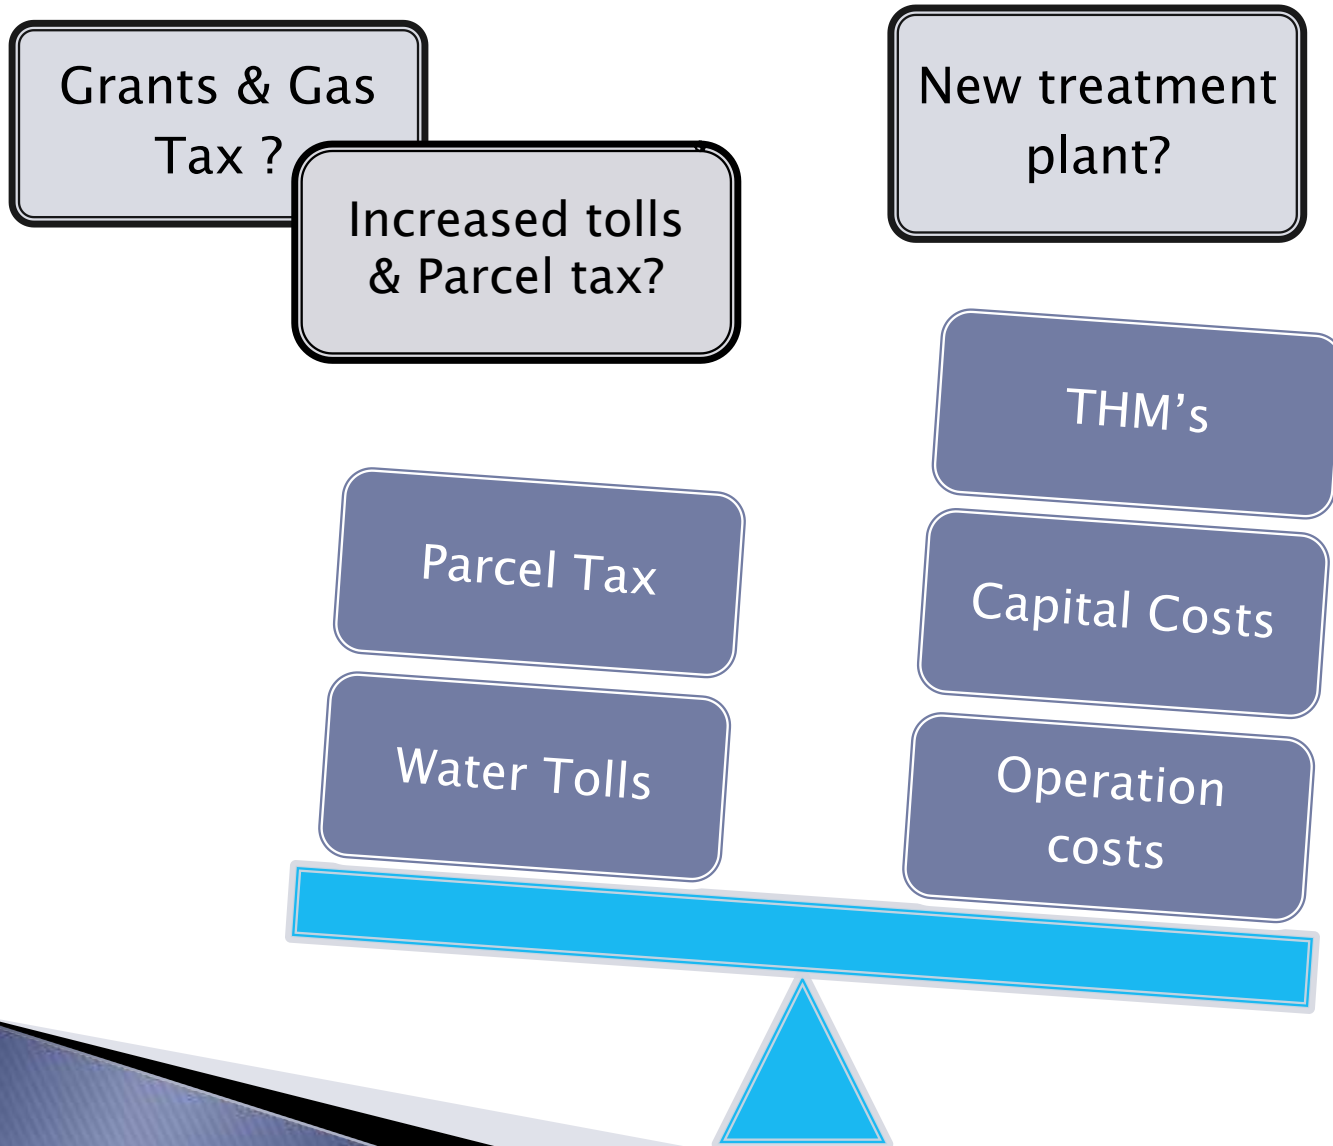 Grants & Gas
Tax ?
Increased tolls
& Parcel tax?
New treatment
plant?
Parcel Tax
Water Tolls
THM’s
Capital Costs
Operation
costs